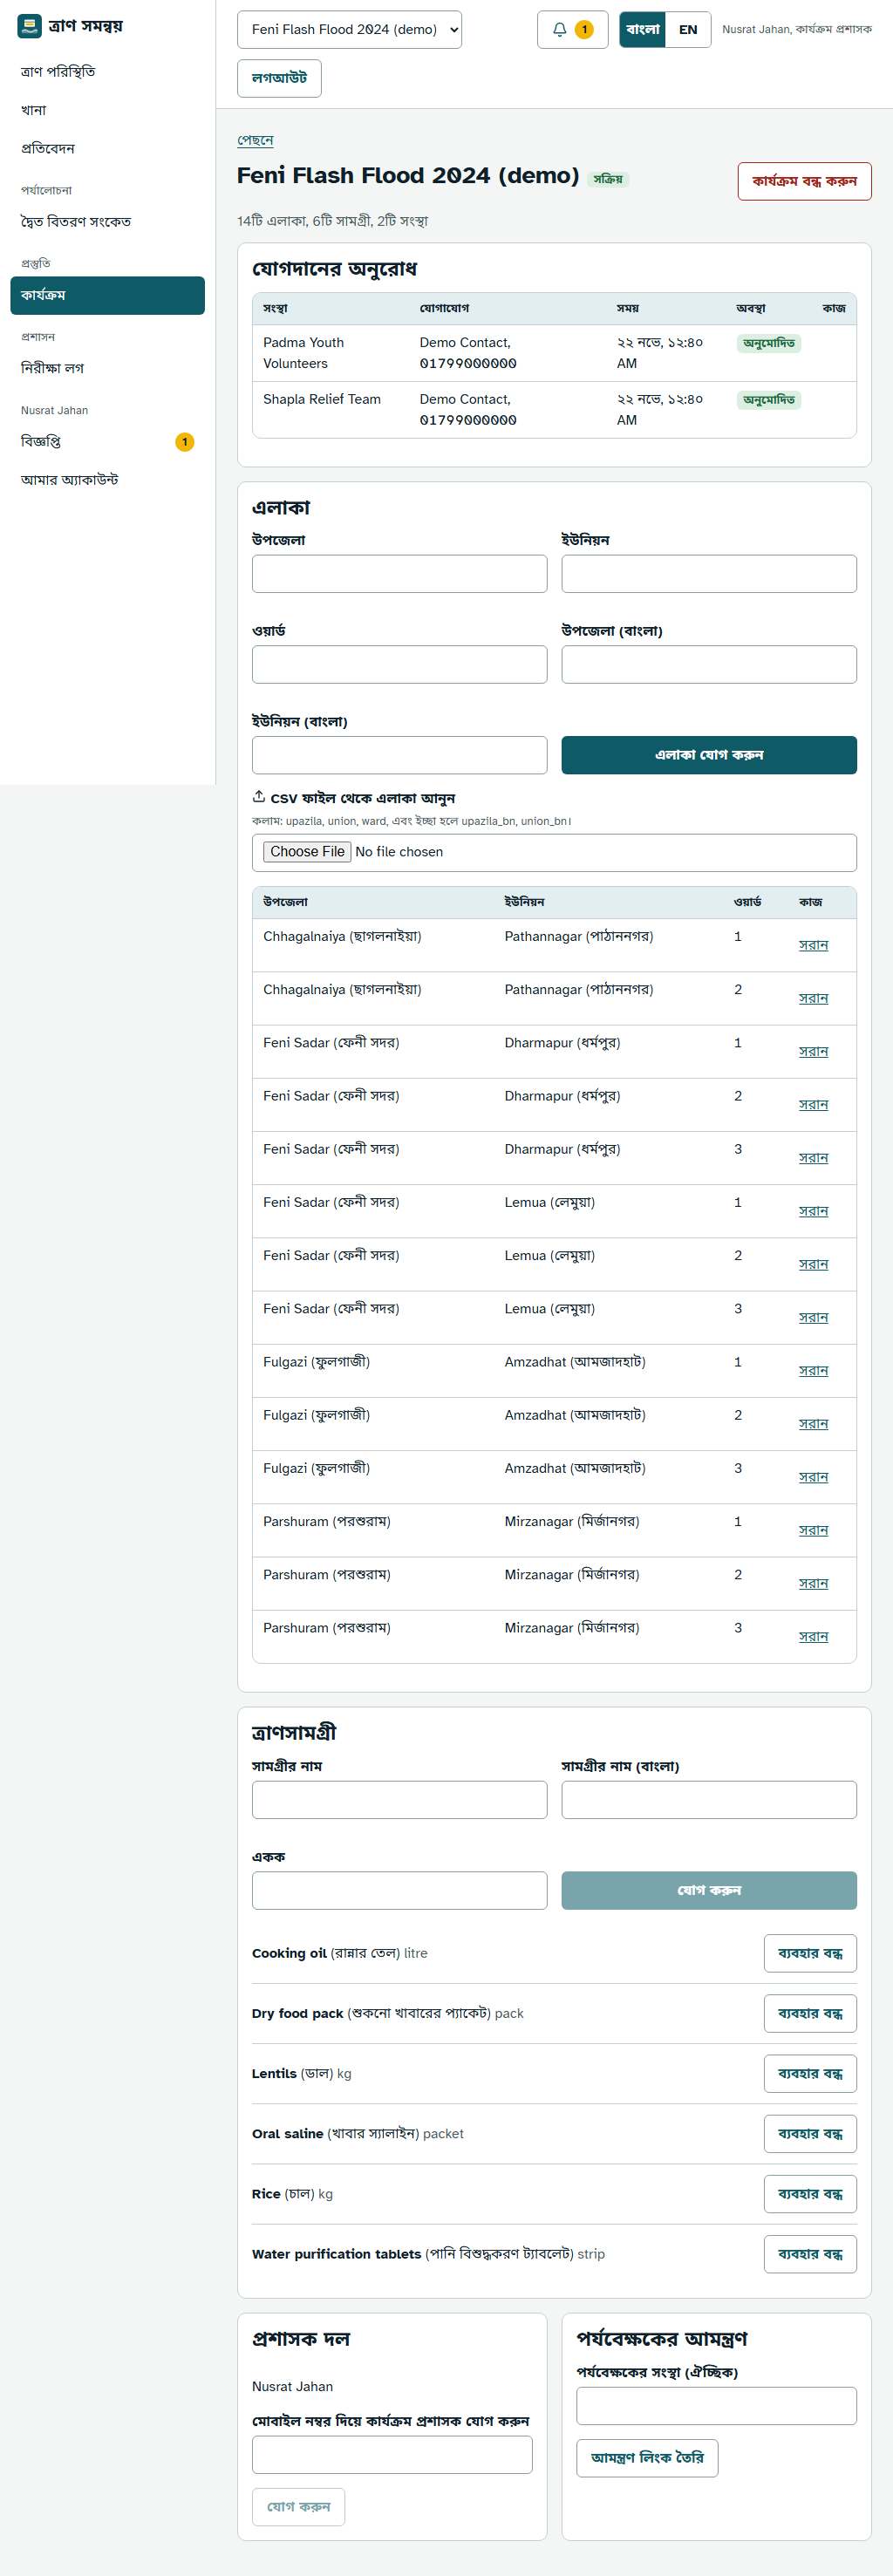 ত্রাণ সমন্বয়
ত্রাণ পরিস্থিতি
খানা
প্রতিবেদন
পর্যালোচনা
দ্বৈত বিতরণ সংকেত
প্রস্তুতি
কার্যক্রম
প্রশাসন
নিরীক্ষা লগ
Nusrat Jahan
বিজ্ঞপ্তি 1
আমার অ্যাকাউন্ট
Feni Flash Flood 2024 (demo) 1 বাংলা EN Nusrat Jahan, কার্যক্রম প্রশাসক
লগআউট
পেছনে
Feni Flash Flood 2024 (demo) সক্রিয় কার্যক্রম বন্ধ করুন
14টি এলাকা, 6টি সামগ্রী, 2টি সংস্থা
যোগদানের অনুরোধ
সংস্থা যোগাযোগ সময় অবস্থা কাজ
Padma Youth Volunteers Demo Contact, 01799000000 ২২ নভে, ১২:৪০ AM অনুমোদিত
Shapla Relief Team Demo Contact, 01799000000 ২২ নভে, ১২:৪০ AM অনুমোদিত
এলাকা
উপজেলা ইউনিয়ন
ওয়ার্ড উপজেলা (বাংলা)
ইউনিয়ন (বাংলা)
এলাকা যোগ করুন
CSV ফাইল থেকে এলাকা আনুন
কলাম: upazila, union, ward, এবং ইচ্ছা হলে upazila_bn, union_bn।
Choose File No file chosen
উপজেলা ইউনিয়ন ওয়ার্ড কাজ
Chhagalnaiya (ছাগলনাইয়া) Pathannagar (পাঠাননগর) 1 সরান
Chhagalnaiya (ছাগলনাইয়া) Pathannagar (পাঠাননগর) 2 সরান
Feni Sadar (ফেনী সদর) Dharmapur (ধর্মপুর) 1 সরান
Feni Sadar (ফেনী সদর) Dharmapur (ধর্মপুর) 2 সরান
Feni Sadar (ফেনী সদর) Dharmapur (ধর্মপুর) 3 সরান
Feni Sadar (ফেনী সদর) Lemua (লেমুয়া) 1 সরান
Feni Sadar (ফেনী সদর) Lemua (লেমুয়া) 2 সরান
Feni Sadar (ফেনী সদর) Lemua (লেমুয়া) 3 সরান
Fulgazi (ফুলগাজী) Amzadhat (আমজাদহাট) 1 সরান
Fulgazi (ফুলগাজী) Amzadhat (আমজাদহাট) 2 সরান
Fulgazi (ফুলগাজী) Amzadhat (আমজাদহাট) 3 সরান
Parshuram (পরশুরাম) Mirzanagar (মির্জানগর) 1 সরান
Parshuram (পরশুরাম) Mirzanagar (মির্জানগর) 2 সরান
Parshuram (পরশুরাম) Mirzanagar (মির্জানগর) 3 সরান
ত্রাণসামগ্রী
সামগ্রীর নাম সামগ্রীর নাম (বাংলা)
একক
যোগ করুন
Cooking oil (রান্নার তেল) litre ব্যবহার বন্ধ
Dry food pack (শুকনো খাবারের প্যাকেট) pack ব্যবহার বন্ধ
Lentils (ডাল) kg ব্যবহার বন্ধ
Oral saline (খাবার স্যালাইন) packet ব্যবহার বন্ধ
Rice (চাল) kg ব্যবহার বন্ধ
Water purification tablets (পানি বিশুদ্ধকরণ ট্যাবলেট) strip ব্যবহার বন্ধ
প্রশাসক দল
Nusrat Jahan
মোবাইল নম্বর দিয়ে কার্যক্রম প্রশাসক যোগ করুন
যোগ করুন
পর্যবেক্ষকের আমন্ত্রণ
পর্যবেক্ষকের সংস্থা (ঐচ্ছিক)
আমন্ত্রণ লিংক তৈরি